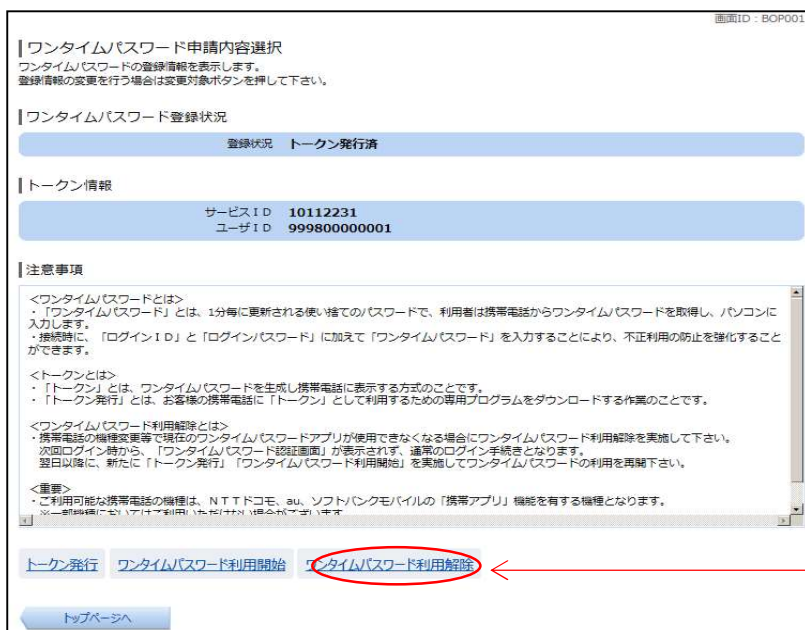 画面ID：BOP001
ワンタイムパスワード申請内容選択
ワンタイムパスワードの登録情報を表示します。
登録情報の変更を行う場合は変更対象ボタンを押して下さい。
ワンタイムパスワード登録状況
登録状況 トークン発行済
トークン情報
サービスＩＤ 10112231
ユーザＩＤ 999800000001
注意事項
＜ワンタイムパスワードとは＞
・「ワンタイムパスワード」とは、1分毎に更新される使い捨てのパスワードで、利用者は携帯電話からワンタイムパスワードを取得し、パソコンに
入力します。
・接続時に、「ログインＩＤ」と「ログインパスワード」に加えて「ワンタイムパスワード」を入力することにより、不正利用の防止を強化すること
ができます。
＜トークンとは＞
・「トークン」とは、ワンタイムパスワードを生成し携帯電話に表示する方式のことです。
・「トークン発行」とは、お客様の携帯電話に「トークン」として利用するための専用プログラムをダウンロードする作業のことです。
＜ワンタイムパスワード利用解除とは＞
・携帯電話の機種変更等で現在のワンタイムパスワードアプリが使用できなくなる場合にワンタイムパスワード利用解除を実施して下さい。
次回ログイン時から、「ワンタイムパスワード認証画面」が表示されず、通常のログイン手続きとなります。
翌日以降に、新たに「トークン発行」「ワンタイムパスワード利用開始」を実施してワンタイムパスワードの利用を再開下さい。
＜重要＞
・ご利用可能な携帯電話の機種は、ＮＴＴドコモ、au、ソフトバンクモバイルの「携帯アプリ」機能を有する機種となります。
※一部機種においてはご利用いただけない場合がございます
トークン発行 ワンタイムパスワード利用開始 ワンタイムパスワード利用解除
トップページへ